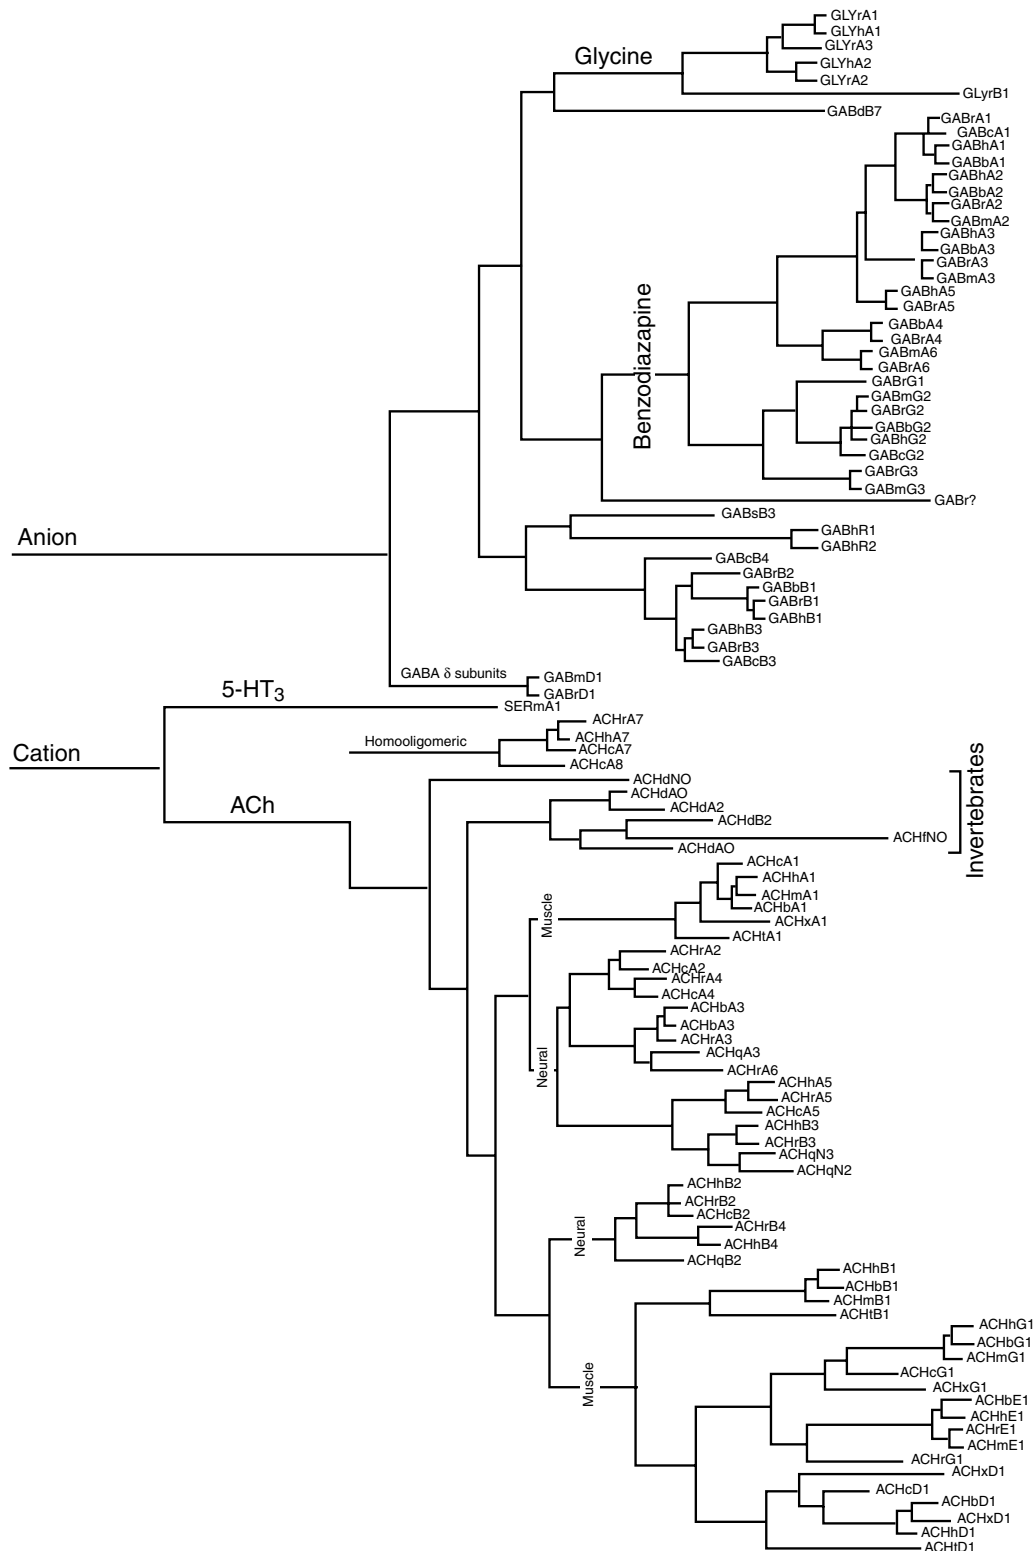 GLYrA1
GLYhA1
GLYrA3
Glycine
GLYhA2
GLYrA2
GLyrB1
GABdB7
GABrA1
GABcA1
GABhA1
GABbA1
GABhA2
GABbA2
GABrA2
GABmA2
GABhA3
GABbA3
GABrA3
GABmA3
GABhA5
GABrA5
GABbA4
GABrA4
GABmA6
GABrA6
Benzodiazapine
GABrG1
GABmG2
GABrG2
GABbG2
GABhG2
GABcG2
GABrG3
GABmG3
GABr?
GABsB3
GABhR1
Anion
GABhR2
GABcB4
GABrB2
GABbB1
GABrB1
GABhB1
GABhB3
GABrB3
GABcB3
GABA δ subunits
GABmD1
GABrD1
5-HT3
SERmA1
ACHrA7
Homooligomeric
ACHhA7
ACHcA7
Cation
ACHcA8
ACHdNO
ACHdAO
ACh
ACHdA2
ACHdB2
ACHfNO
ACHdAO
Invertebrates
ACHcA1
ACHhA1
ACHmA1
ACHbA1
Muscle
ACHxA1
ACHtA1
ACHrA2
ACHcA2
ACHrA4
ACHcA4
ACHbA3
ACHbA3
ACHrA3
ACHqA3
Neural
ACHrA6
ACHhA5
ACHrA5
ACHcA5
ACHhB3
ACHrB3
ACHqN3
ACHqN2
ACHhB2
ACHrB2
ACHcB2
ACHrB4
Neural
ACHhB4
ACHqB2
ACHhB1
ACHbB1
ACHmB1
ACHtB1
ACHhG1
ACHbG1
ACHmG1
ACHcG1
Muscle
ACHxG1
ACHbE1
ACHhE1
ACHrE1
ACHmE1
ACHrG1
ACHxD1
ACHcD1
ACHbD1
ACHxD1
ACHhD1
ACHtD1